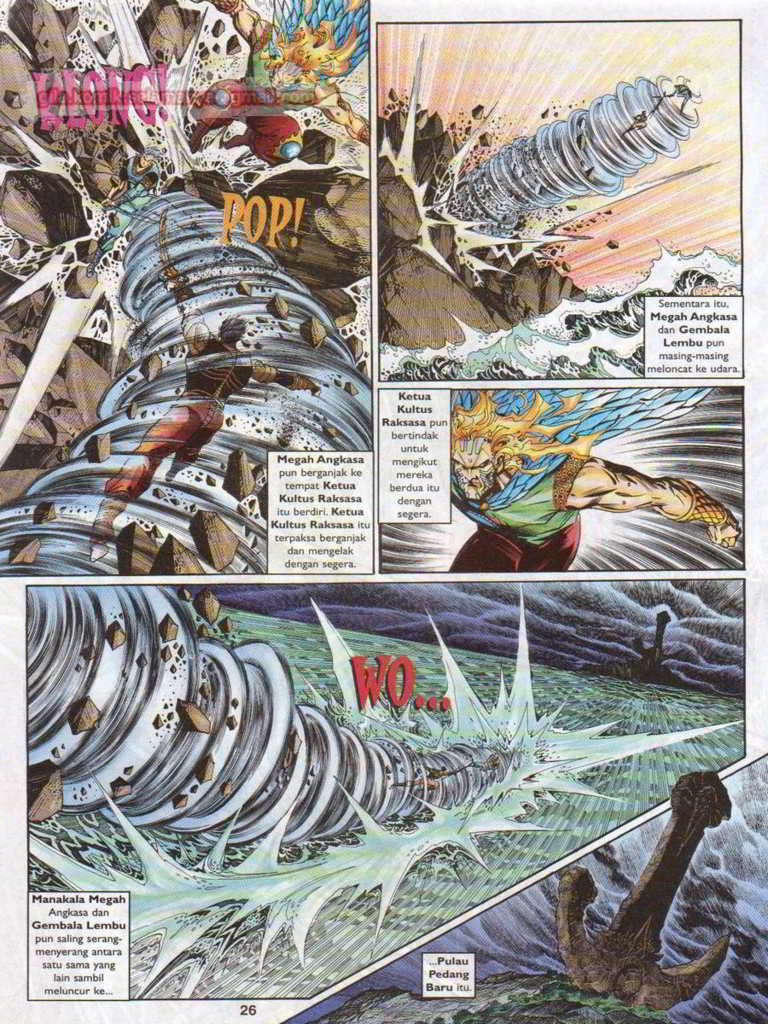 KLONG!
POP!
Megah Angkasa
pun berganjak ke
tempat Ketua
Kultus Raksasa
itu berdiri. Ketua
Kultus Raksasa itu
terpaksa berganjak
dan mengelak
dengan segera.
Sementara itu,
Megah Angkasa
dan Gembala
Lembu pun
masing-masing
meloncat ke udara.
Ketua
Kultus
Raksasa pun
bertindak
untuk
mengikut
mereka
berdua itu
dengan
segera.
WO...
Manakala Megah
Angkasa dan
Gembala Lembu
pun saling serang-
menyerang antara
satu sama yang
lain sambil
meluncur ke...
...Pulau
Pedang
Baru itu.
26